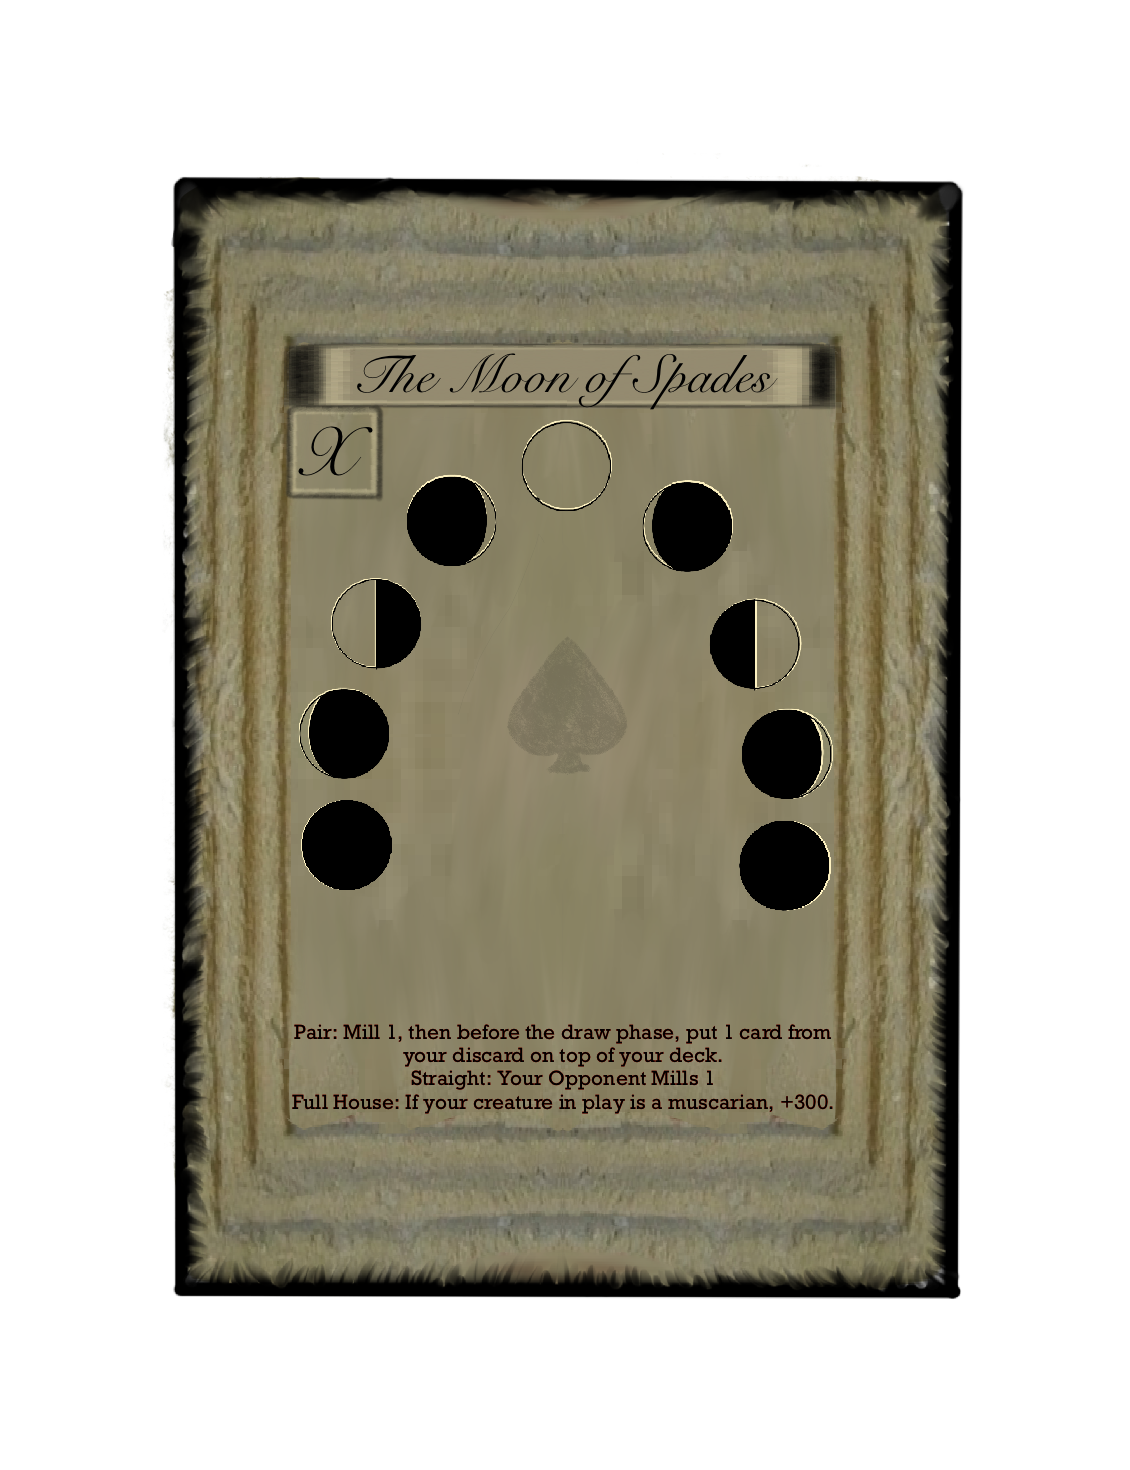 The Moon of Spades
X
Pair: Mill 1, then before the draw phase, put 1 card from
your discard on top of your deck.
Straight: Your Opponent Mills 1
Full House: If your creature in play is a muscarian, +300.